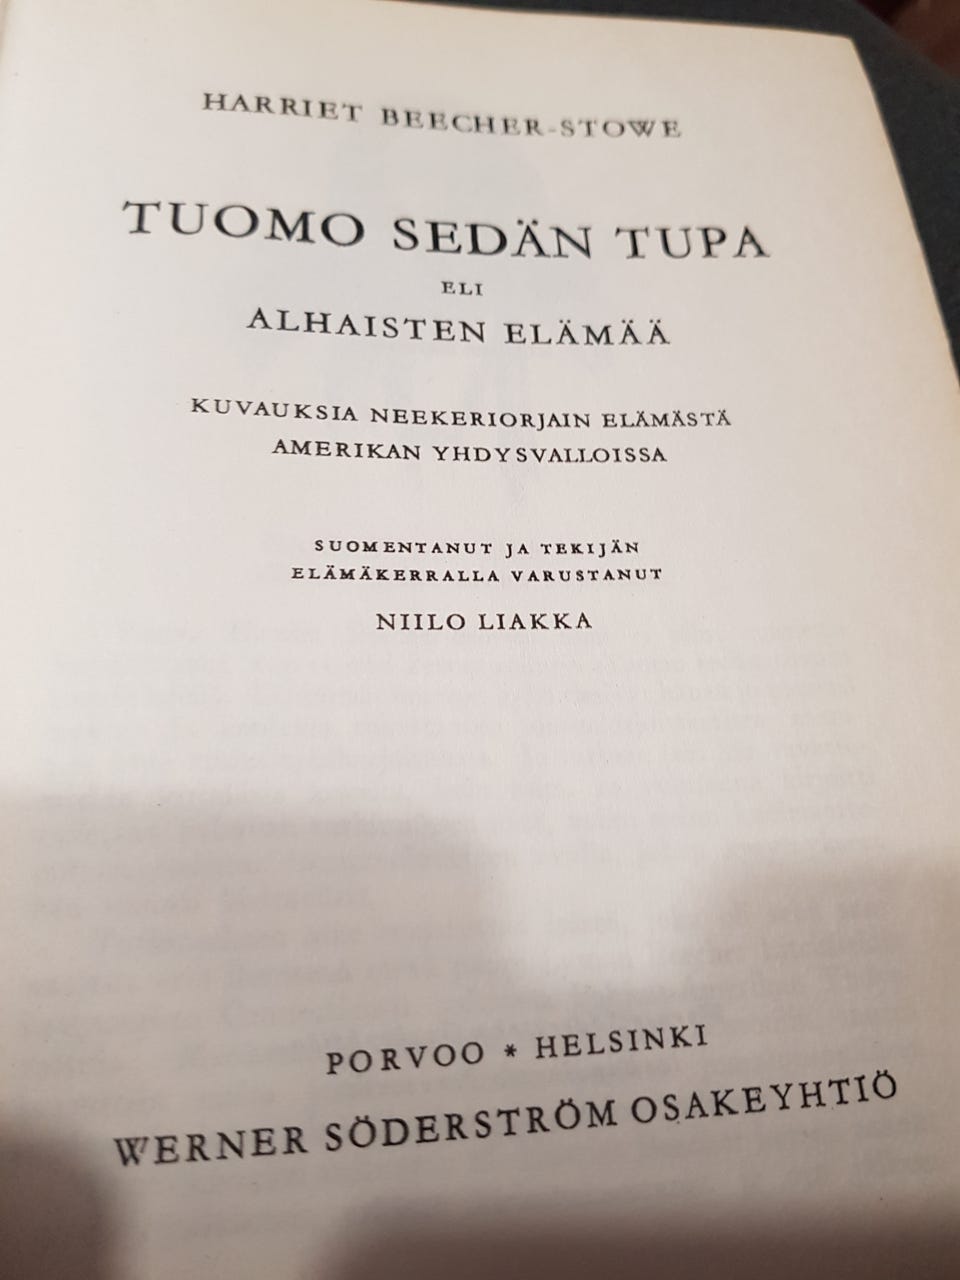 HARRIET BEECHER-STOWE
TUOMO SEDÄN TUPA
ELI
ALHAISTEN ELÄMÄÄ
KUVAUKSIA NEEKERIORJAIN ELÄMÄSTÄ
AMERIKAN YHDYSVALLOISSA
SUOMENTANUT JA TEKIJÄN
ELÄMÄKERRALLA VARUSTANUT
NIILO LIAKKA
PORVOO * HELSINKI
WERNER SÖDERSTRÖM OSAKEYHTIÖ